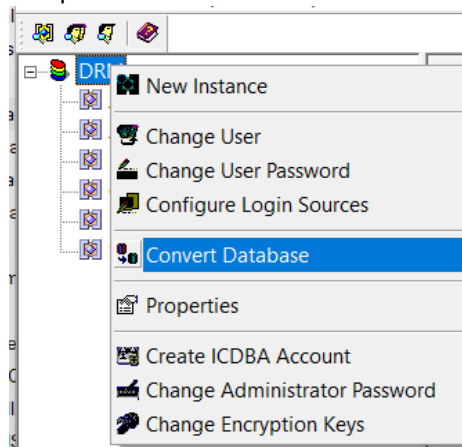 New Instance
Change User
Change User Password
Configure Login Sources
Convert Database
Properties
Create ICDBA Account
Change Administrator Password
Change Encryption Keys